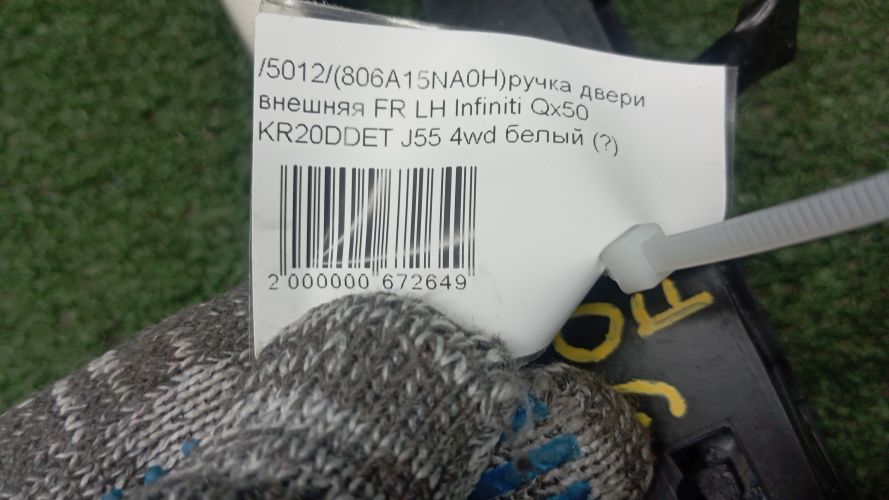 /5012/(806A15NA0H)ручка двери
внешняя FR LH Infiniti Qx50
KR20DDET J55 4wd белый (?)
2 000000 672649